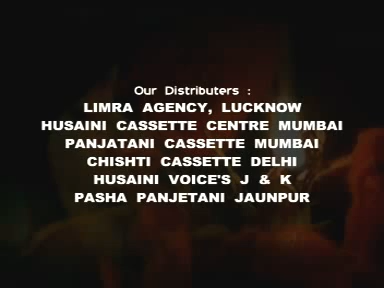 Our Distributers :
LIMRA AGENCY, LUCKNOW
HUSAINI CASSETTE CENTRE MUMBAI
PANJATANI CASSETTE MUMBAI
CHISHTI CASSETTE DELHI
HUSAINI VOICE'S J & K
PASHA PANJETANI JAUNPUR